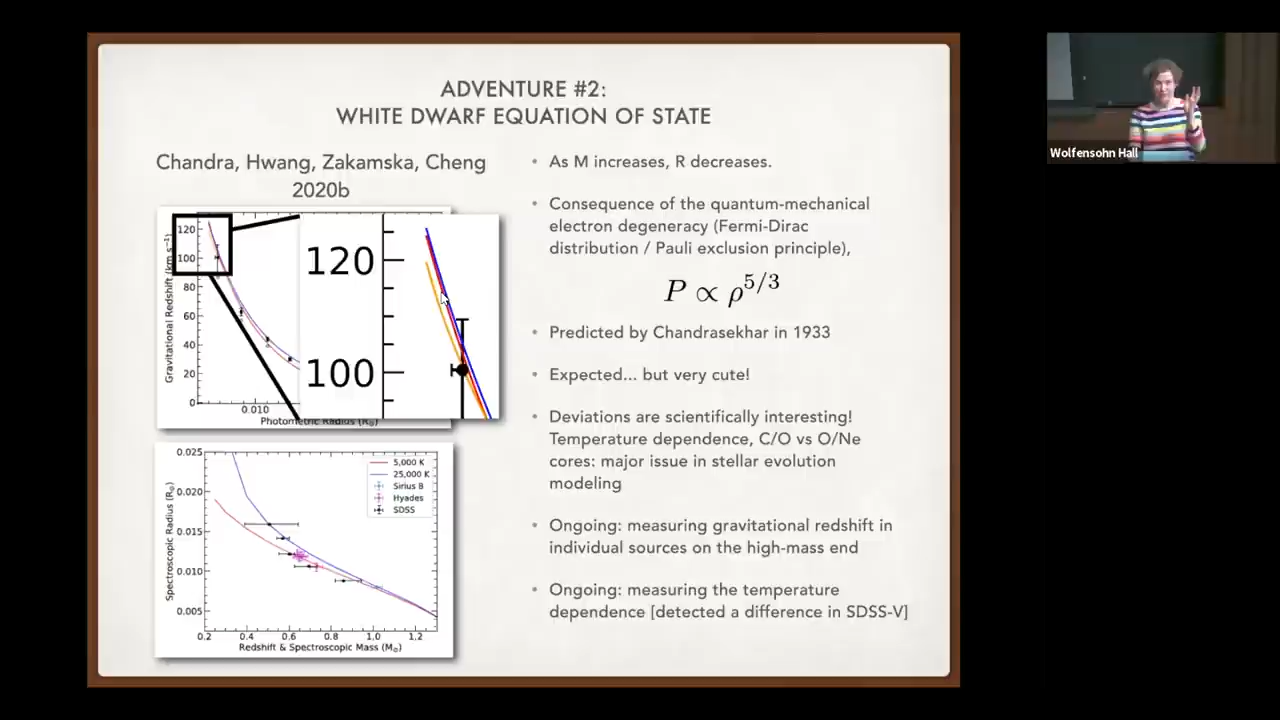 ADVENTURE #2:
WHITE DWARF EQUATION OF STATE
Chandra, Hwang, Zakamska, Cheng
2020b
Gravitational Redshift (km s⁻¹)
120
100
80
60
40
20
0
0.010
Photometric Radius (R⊙)
120
100
Spectroscopic Radius (R⊙)
0.025
0.020
0.015
0.010
0.005
5,000 K
25,000 K
Sirius B
Hyades
SDSS
0.2 0.4 0.6 0.8 1.0 1.2
Redshift & Spectroscopic Mass (M⊙)
• As M increases, R decreases.
• Consequence of the quantum-mechanical
electron degeneracy (Fermi-Dirac
distribution / Pauli exclusion principle),
P ∝ ρ^{5/3}
• Predicted by Chandrasekhar in 1933
• Expected... but very cute!
• Deviations are scientifically interesting!
Temperature dependence, C/O vs O/Ne
cores: major issue in stellar evolution
modeling
• Ongoing: measuring gravitational redshift in
individual sources on the high-mass end
• Ongoing: measuring the temperature
dependence [detected a difference in SDSS-V]
Wolfensohn Hall